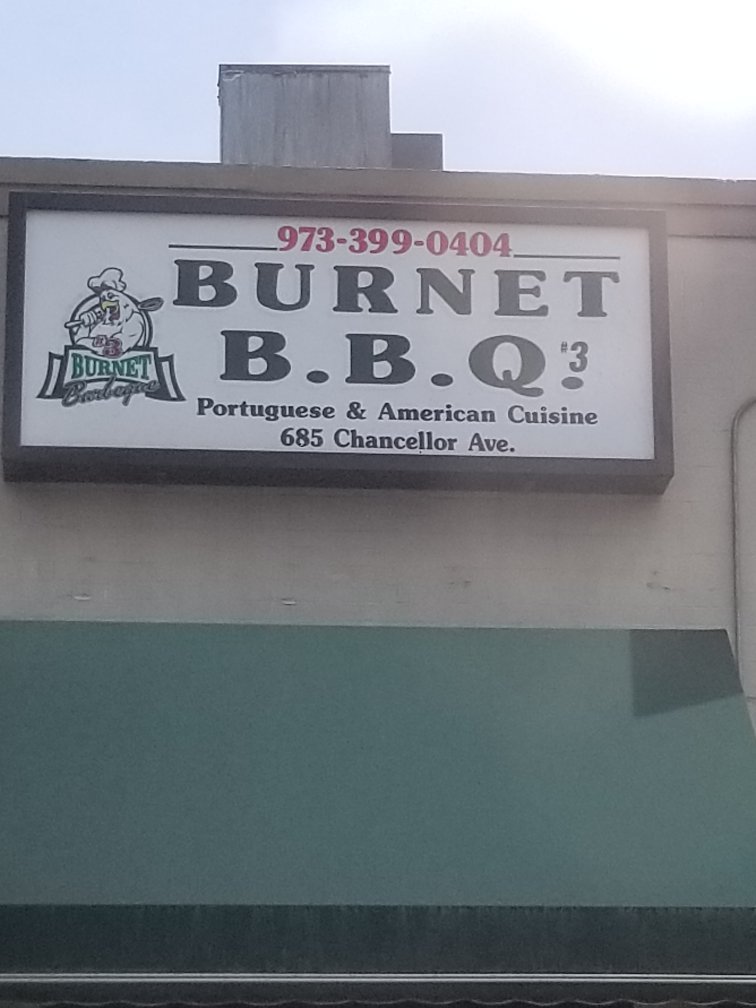 973-399-0404
BURNET
B.B.Q. #3
#3
BURNET
Barbeque
Portuguese & American Cuisine
685 Chancellor Ave.